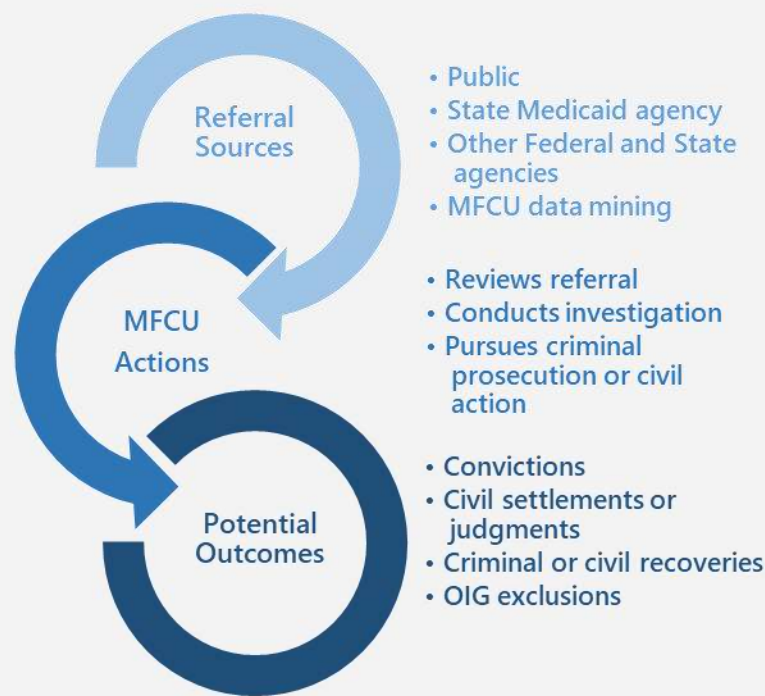 Referral
Sources
• Public
• State Medicaid agency
• Other Federal and State
agencies
• MFCU data mining
MFCU
Actions
• Reviews referral
• Conducts investigation
• Pursues criminal
prosecution or civil
action
Potential
Outcomes
• Convictions
• Civil settlements or
judgments
• Criminal or civil recoveries
• OIG exclusions